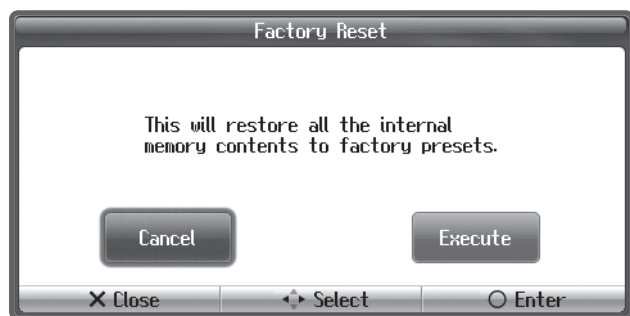 Factory Reset
This will restore all the internal
memory contents to factory presets.
Cancel Execute
Close Select Enter